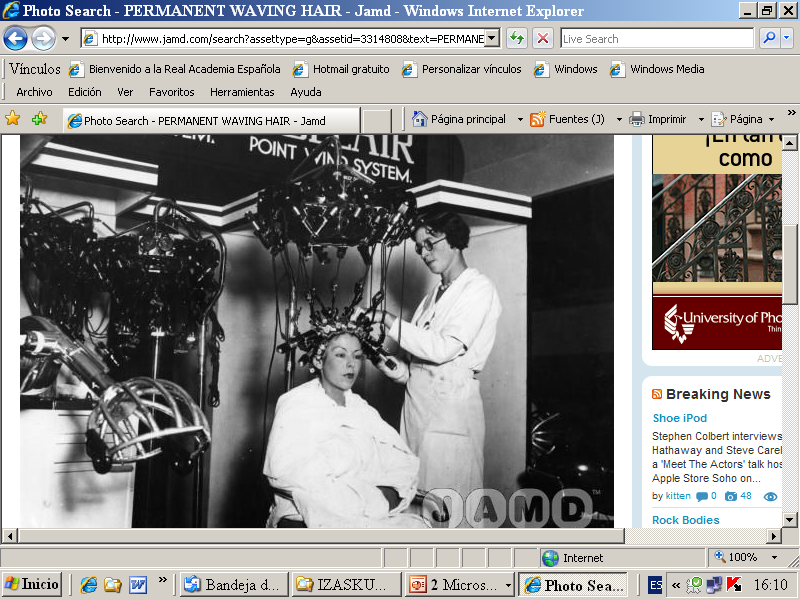 Photo Search - PERMANENT WAVING HAIR - Jamd - Windows Internet Explorer
http://www.jamd.com/search?assettype=g&assetid=3314808&text=PERMANE
Live Search
Vínculos Bienvenido a la Real Academia Española Hotmail gratuito Personalizar vínculos Windows Windows Media
Archivo Edición Ver Favoritos Herramientas Ayuda
Photo Search - PERMANENT WAVING HAIR - Jamd Página principal Fuentes (J) Imprimir Página
POINT WIND SYSTEM.
JAMD
como
University of Pho
Thin
ADVE
Breaking News
Shoe iPod
Stephen Colbert interviews
Hathaway and Steve Carel
a 'Meet The Actors' talk hos
Apple Store Soho on...
by kitten 0 48
Rock Bodies
Internet 100%
Inicio Bandeja d... IZASKU... 2 Micros... Photo Sea... ES 16:10